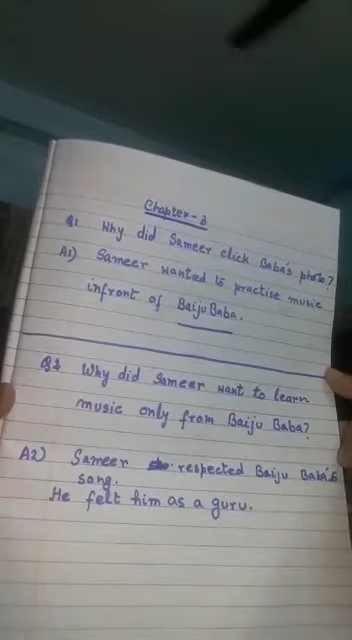 Chapter-3
Q1 Why did Sameer click Baba's photo?
A1) Sameer wanted to practise music
infront of Baiju Baba.
Q2 Why did Sameer want to learn
music only from Baiju Baba?
A2) Sameer respected Baiju Baba's
song.
He felt him as a guru.